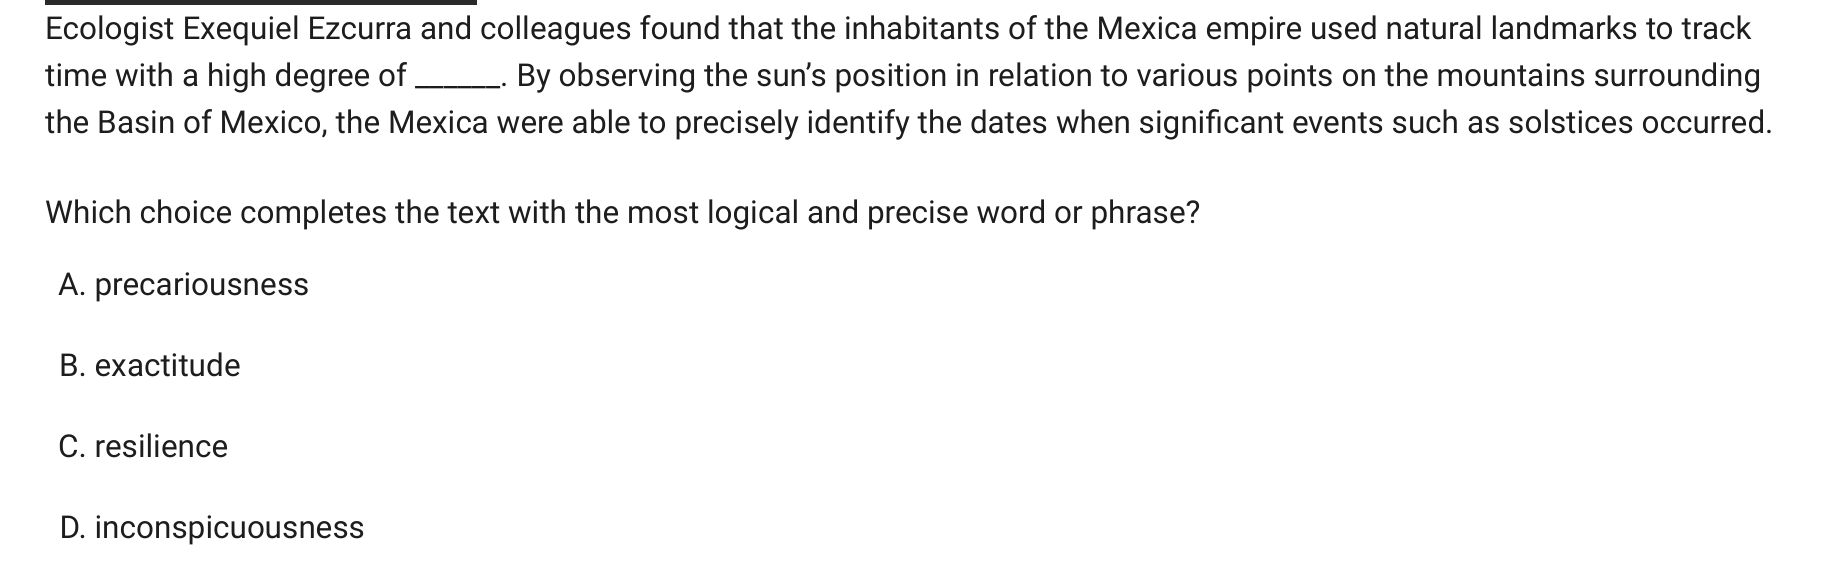 Ecologist Exequiel Ezcurra and colleagues found that the inhabitants of the Mexica empire used natural landmarks to track
time with a high degree of ______. By observing the sun’s position in relation to various points on the mountains surrounding
the Basin of Mexico, the Mexica were able to precisely identify the dates when significant events such as solstices occurred.
Which choice completes the text with the most logical and precise word or phrase?
A. precariousness
B. exactitude
C. resilience
D. inconspicuousness